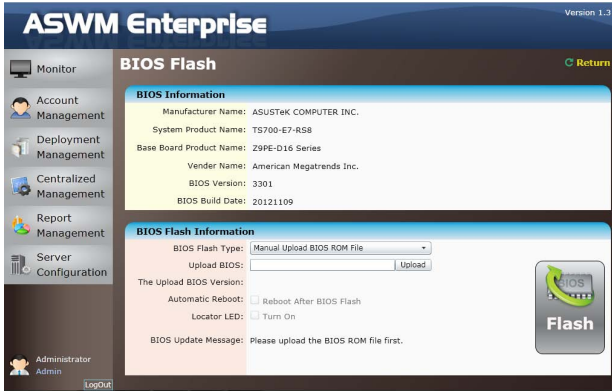 ASWM Enterprise
Version 1.3
Monitor
Account
Management
Deployment
Management
Centralized
Management
Report
Management
Server
Configuration
Administrator
Admin
LogOut
BIOS Flash
Return
BIOS Information
Manufacturer Name: ASUSTeK COMPUTER INC.
System Product Name: TS700-E7-RS8
Base Board Product Name: Z9PE-D16 Series
Vender Name: American Megatrends Inc.
BIOS Version: 3301
BIOS Build Date: 20121109
BIOS Flash Information
BIOS Flash Type: Manual Upload BIOS ROM File
Upload BIOS: Upload
The Upload BIOS Version:
Automatic Reboot: Reboot After BIOS Flash
Locator LED: Turn On
BIOS Update Message: Please upload the BIOS ROM file first.
BIOS
Flash